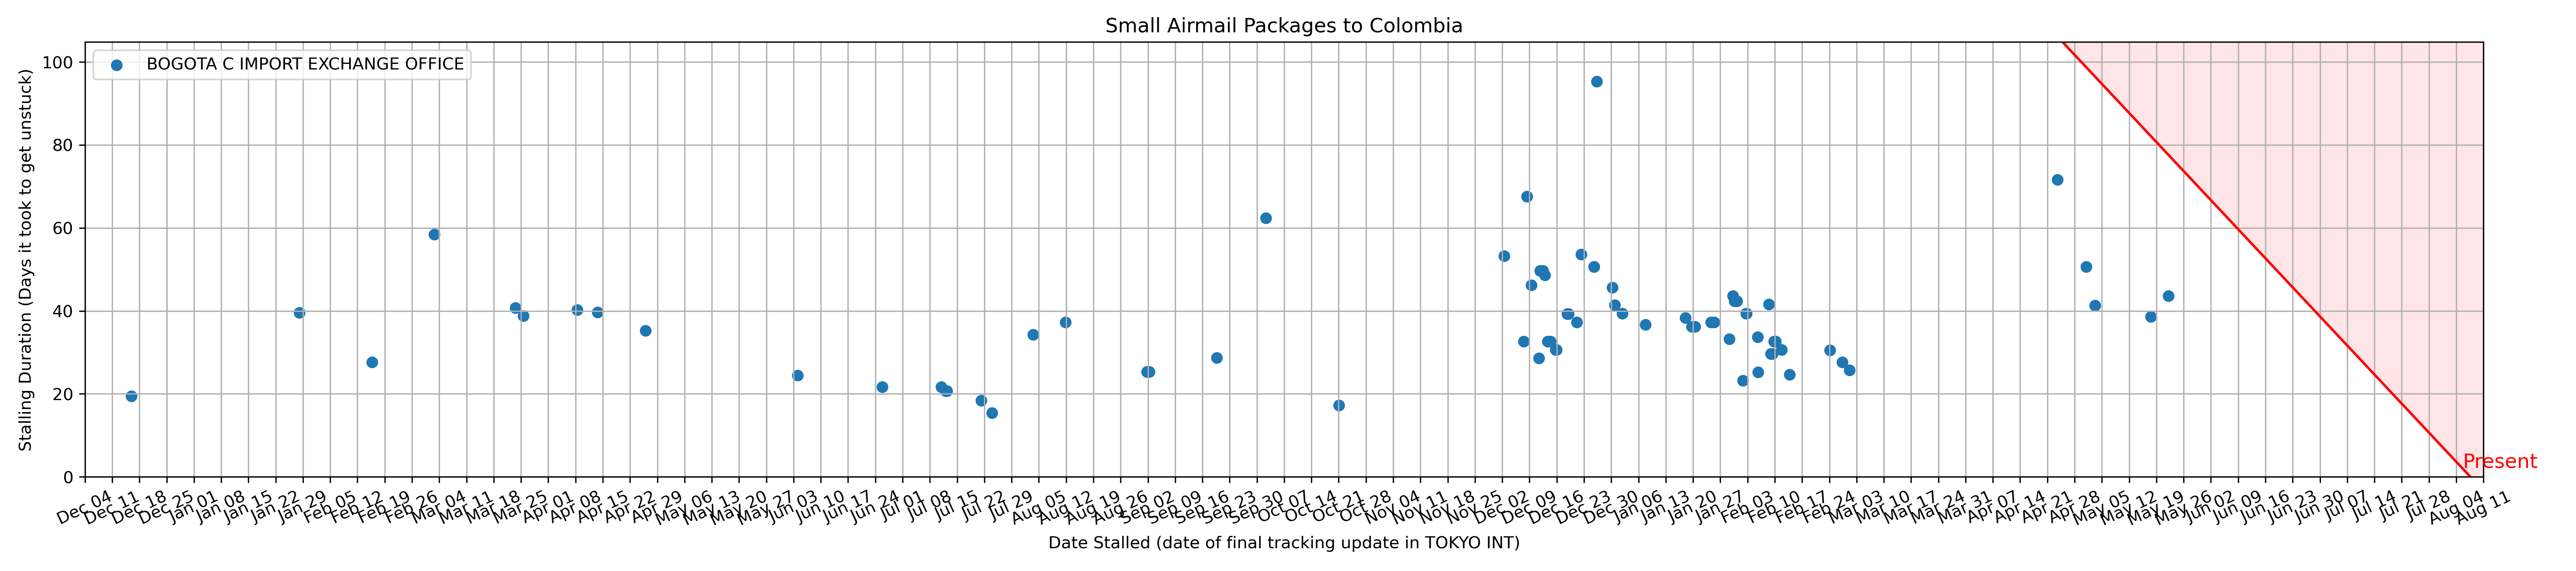 Small Airmail Packages to Colombia
BOGOTA C IMPORT EXCHANGE OFFICE
Stalling Duration (Days it took to get unstuck)
100
80
60
40
20
0
Present
Dec 04
Dec 11
Dec 18
Dec 25
Jan 01
Jan 08
Jan 15
Jan 22
Jan 29
Feb 05
Feb 12
Feb 19
Feb 26
Mar 04
Mar 11
Mar 18
Mar 25
Apr 01
Apr 08
Apr 15
Apr 22
Apr 29
May 06
May 13
May 20
May 27
Jun 03
Jun 10
Jun 17
Jun 24
Jul 01
Jul 08
Jul 15
Jul 22
Jul 29
Aug 05
Aug 12
Aug 19
Aug 26
Sep 02
Sep 09
Sep 16
Sep 23
Sep 30
Oct 07
Oct 14
Oct 21
Oct 28
Nov 04
Nov 11
Nov 18
Nov 25
Dec 02
Dec 09
Dec 16
Dec 23
Dec 30
Jan 06
Jan 13
Jan 20
Jan 27
Feb 03
Feb 10
Feb 17
Feb 24
Mar 03
Mar 10
Mar 17
Mar 24
Mar 31
Apr 07
Apr 14
Apr 21
Apr 28
May 05
May 12
May 19
May 26
Jun 02
Jun 09
Jun 16
Jun 23
Jun 30
Jul 07
Jul 14
Jul 21
Jul 28
Aug 04
Aug 11
Date Stalled (date of final tracking update in TOKYO INT)